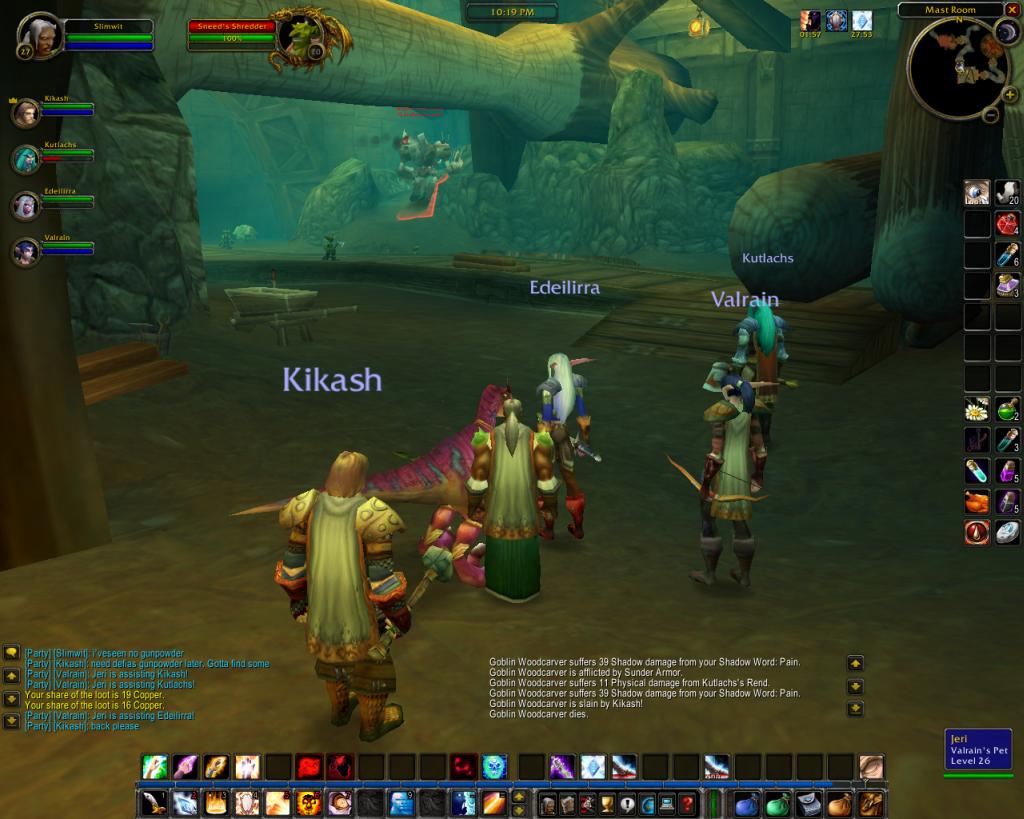 Slimwit
27
Sneed's Shredder
100%
10:19 PM
01:57
27:53
Mast Room
N
Kikash
Kutlachs
Edeilirra
Valrain
Kutlachs
Edeilirra
Valrain
Kikash
20
4
6
3
2
3
5
5
[Party] [Slimwit]: i'veseen no gunpowder
[Party] [Kikash]: need defias gunpowder later. Gotta find some
[Party] [Valrain]: Jeri is assisting Kikash!
[Party] [Valrain]: Jeri is assisting Kutlachs!
Your share of the loot is 19 Copper.
Your share of the loot is 16 Copper.
[Party] [Valrain]: Jeri is assisting Edeilirra!
[Party] [Kikash]: back please
Goblin Woodcarver suffers 39 Shadow damage from your Shadow Word: Pain.
Goblin Woodcarver is afflicted by Sunder Armor.
Goblin Woodcarver suffers 11 Physical damage from Kutlachs's Rend.
Goblin Woodcarver suffers 39 Shadow damage from your Shadow Word: Pain.
Goblin Woodcarver is slain by Kikash!
Goblin Woodcarver dies.
Jeri
Valrain's Pet
Level 26